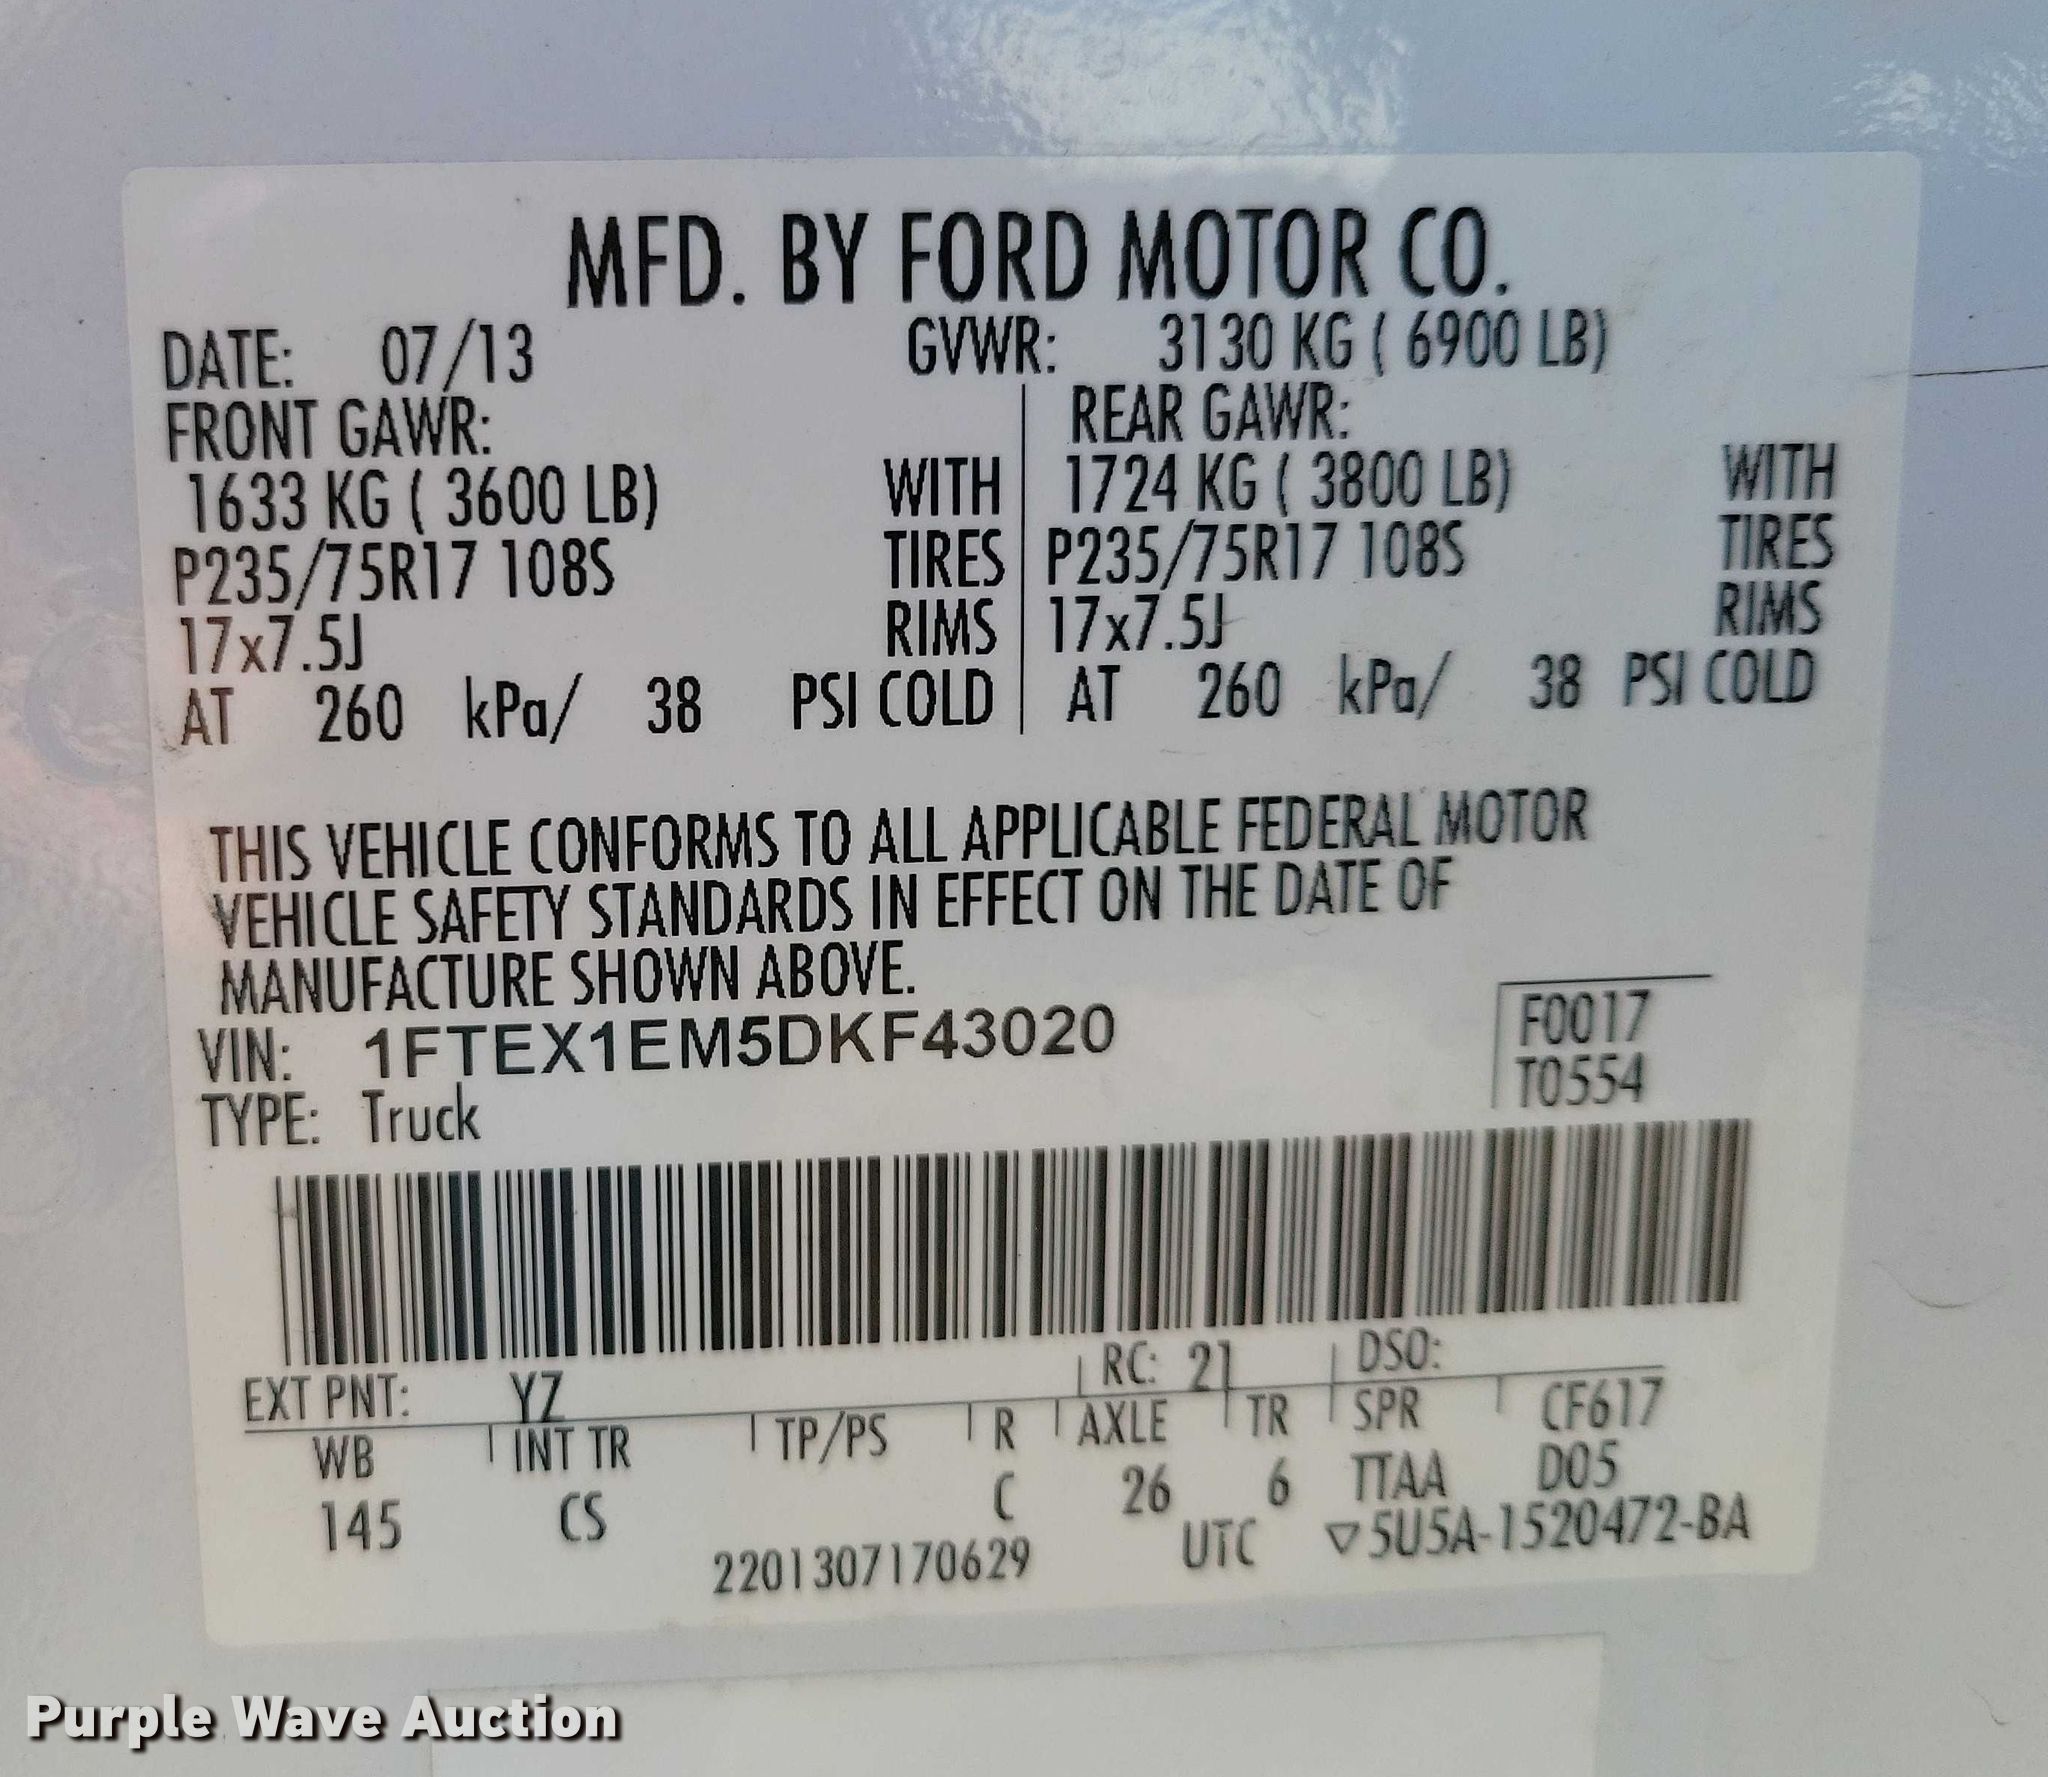 MFD. BY FORD MOTOR CO.
DATE: 07/13 GVWR: 3130 KG ( 6900 LB)
FRONT GAWR: REAR GAWR:
1633 KG ( 3600 LB) WITH 1724 KG ( 3800 LB) WITH
P235/75R17 108S TIRES P235/75R17 108S TIRES
17x7.5J RIMS 17x7.5J RIMS
AT 260 kPa/ 38 PSI COLD AT 260 kPa/ 38 PSI COLD
THIS VEHICLE CONFORMS TO ALL APPLICABLE FEDERAL MOTOR
VEHICLE SAFETY STANDARDS IN EFFECT ON THE DATE OF
MANUFACTURE SHOWN ABOVE.
VIN: 1FTEX1EM5DKF43020 F0017
TYPE: Truck T0554
EXT PNT: YZ RC: 21 DSO:
WB INT TR TP/PS R AXLE TR SPR CF617
145 CS C 26 6 TTAA D05
2201307170629 UTC ▽5U5A-1520472-BA
Purple Wave Auction